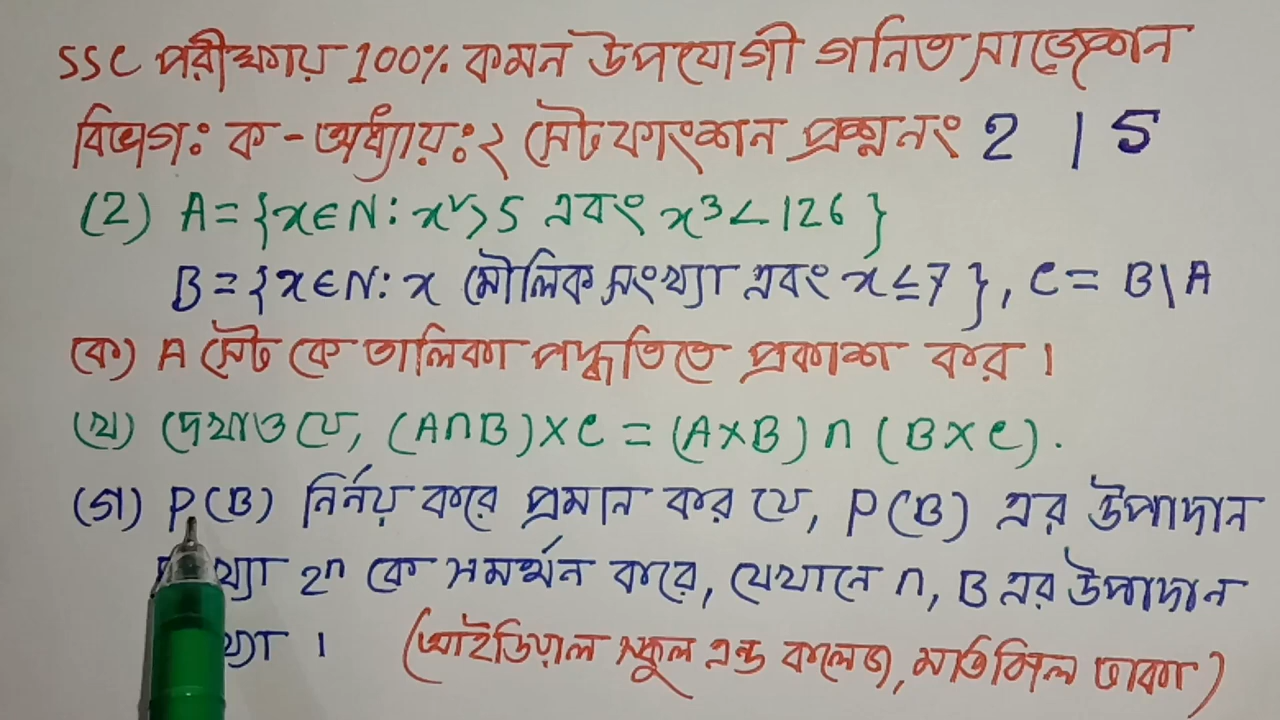 SSC পরীক্ষায় 100% কমন উপযোগী গনিত সাজেশান
বিভাগ: ক - অধ্যায়: ২ সেট ফাংশান প্রশ্ন নং 2 | 5
(2) A = {x∈N: x² > 5 এবং x³ < 126}
B = {x∈N: x মৌলিক সংখ্যা এবং x ≤ 7}, C = B\A
(ক) A সেট কে তালিকা পদ্ধতিতে প্রকাশ কর ।
(খ) দেখাও যে, (A∩B)×C = (A×B)∩(B×C).
(গ) P(B) নির্নয় করে প্রমান কর যে, P(B) এর উপাদান
খ্যা 2ⁿ কে সমর্থন করে, যেখানে n, B এর উপাদান
খ্যা ।   (আইডিয়াল স্কুল এন্ড কলেজ, মতিঝিল ঢাকা)